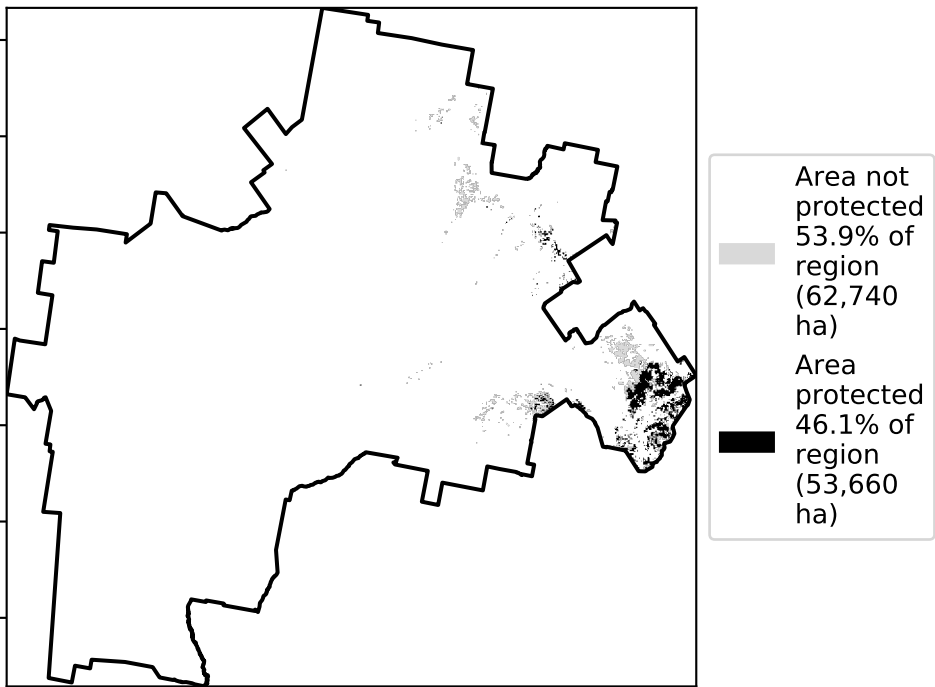 Area not
protected
53.9% of
region
(62,740
ha)
Area
protected
46.1% of
region
(53,660
ha)